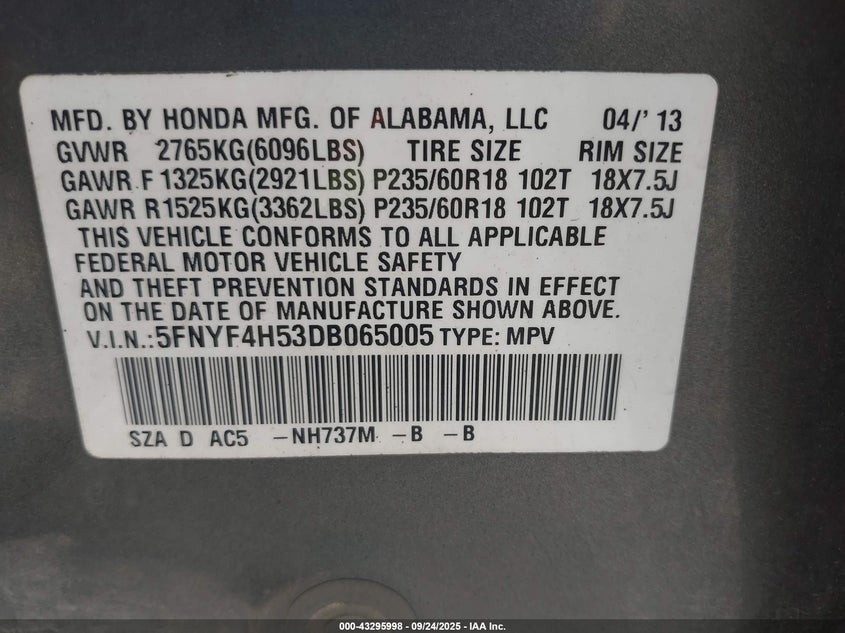 MFD. BY HONDA MFG. OF ALABAMA, LLC 04/'13
GVWR 2765KG(6096LBS) TIRE SIZE RIM SIZE
GAWR F 1325KG(2921LBS) P235/60R18 102T 18X7.5J
GAWR R1525KG(3362LBS) P235/60R18 102T 18X7.5J
THIS VEHICLE CONFORMS TO ALL APPLICABLE
FEDERAL MOTOR VEHICLE SAFETY
AND THEFT PREVENTION STANDARDS IN EFFECT
ON THE DATE OF MANUFACTURE SHOWN ABOVE.
V.I.N.:5FNYF4H53DB065005 TYPE: MPV
SZA D AC5 -NH737M -B -B
000-43295998 - 09/24/2025 - IAA Inc.